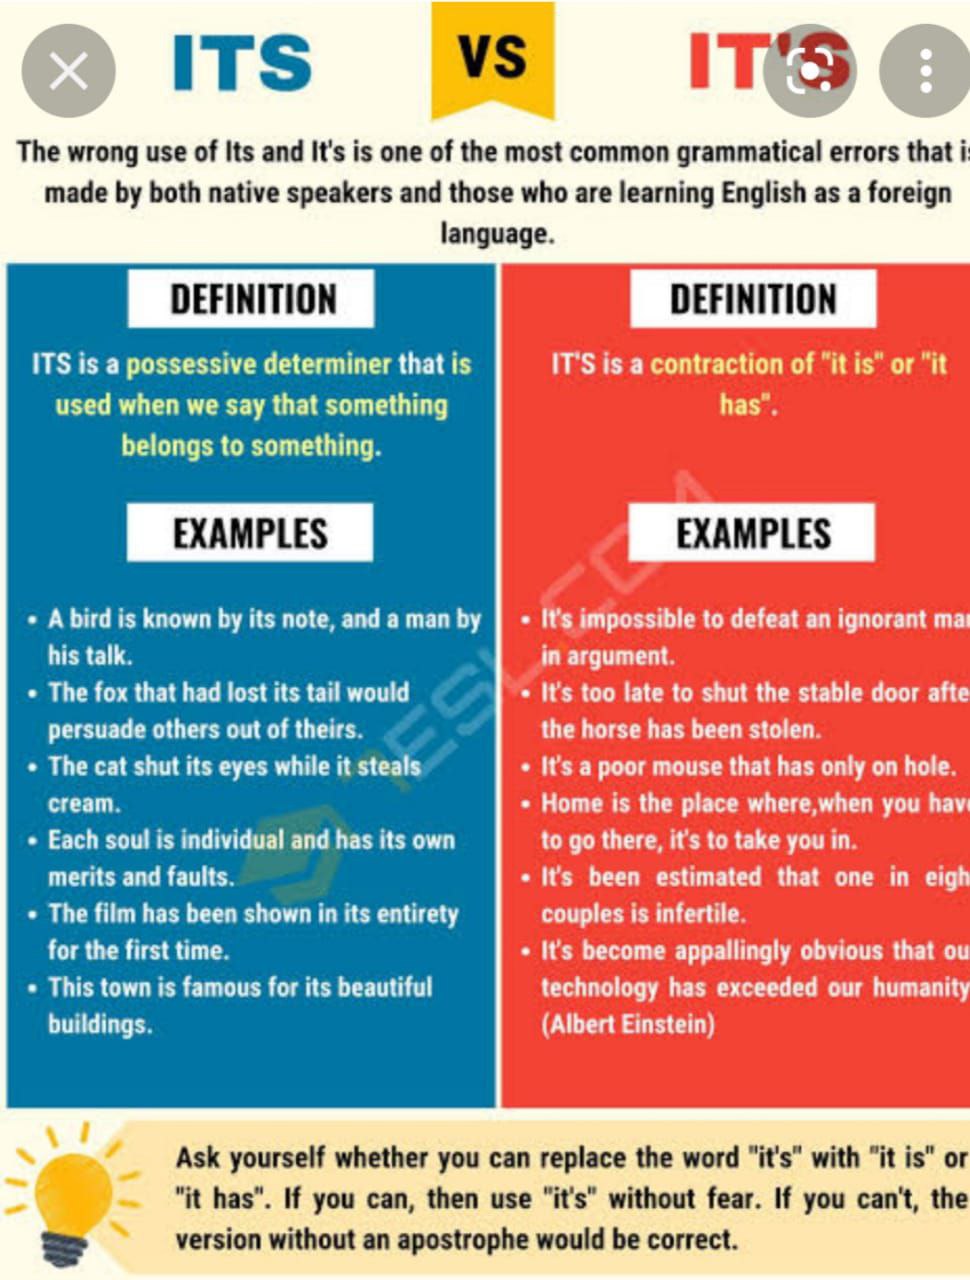 ITS VS IT'S
The wrong use of Its and It's is one of the most common grammatical errors that is
made by both native speakers and those who are learning English as a foreign
language.
DEFINITION
ITS is a possessive determiner that is
used when we say that something
belongs to something.
EXAMPLES
• A bird is known by its note, and a man by
his talk.
• The fox that had lost its tail would
persuade others out of theirs.
• The cat shut its eyes while it steals
cream.
• Each soul is individual and has its own
merits and faults.
• The film has been shown in its entirety
for the first time.
• This town is famous for its beautiful
buildings.
DEFINITION
IT'S is a contraction of "it is" or "it
has".
EXAMPLES
• It's impossible to defeat an ignorant man
in argument.
• It's too late to shut the stable door afte
the horse has been stolen.
• It's a poor mouse that has only on hole.
• Home is the place where,when you have
to go there, it's to take you in.
• It's been estimated that one in eigh
couples is infertile.
• It's become appallingly obvious that ou
technology has exceeded our humanity
(Albert Einstein)
7ESL.COM
Ask yourself whether you can replace the word "it's" with "it is" or
"it has". If you can, then use "it's" without fear. If you can't, the
version without an apostrophe would be correct.